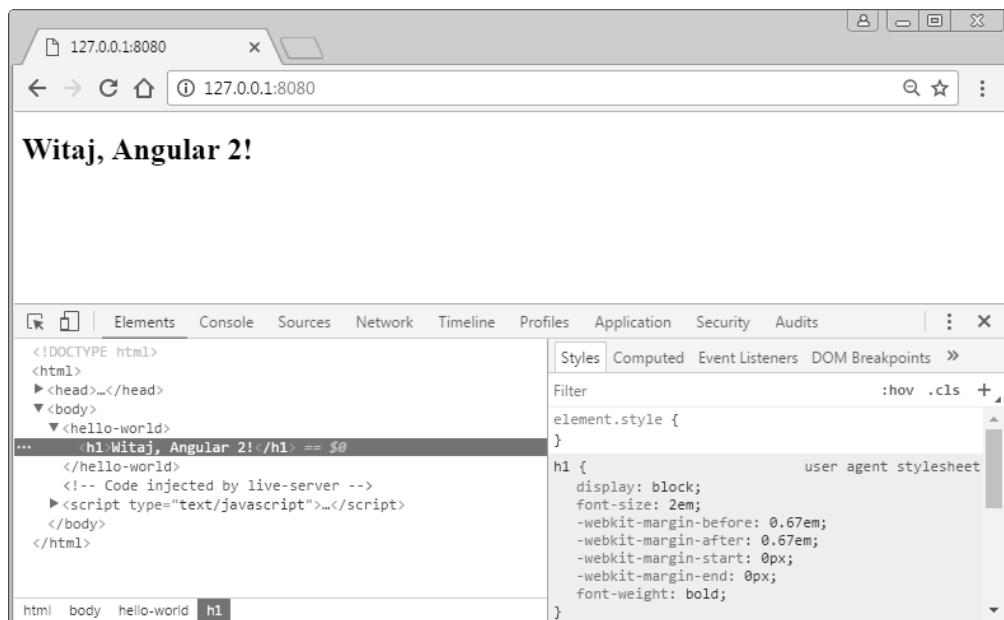 127.0.0.1:8080
127.0.0.1:8080
Witaj, Angular 2!
Elements Console Sources Network Timeline Profiles Application Security Audits
<!DOCTYPE html>
<html>
<head>…</head>
<body>
<hello-world>
<h1>Witaj, Angular 2!</h1> == $0
</hello-world>
<!-- Code injected by live-server -->
<script type="text/javascript">…</script>
</body>
</html>
html body hello-world h1
Styles Computed Event Listeners DOM Breakpoints »
Filter :hov .cls +
element.style {
}
h1 { user agent stylesheet
display: block;
font-size: 2em;
-webkit-margin-before: 0.67em;
-webkit-margin-after: 0.67em;
-webkit-margin-start: 0px;
-webkit-margin-end: 0px;
font-weight: bold;
}